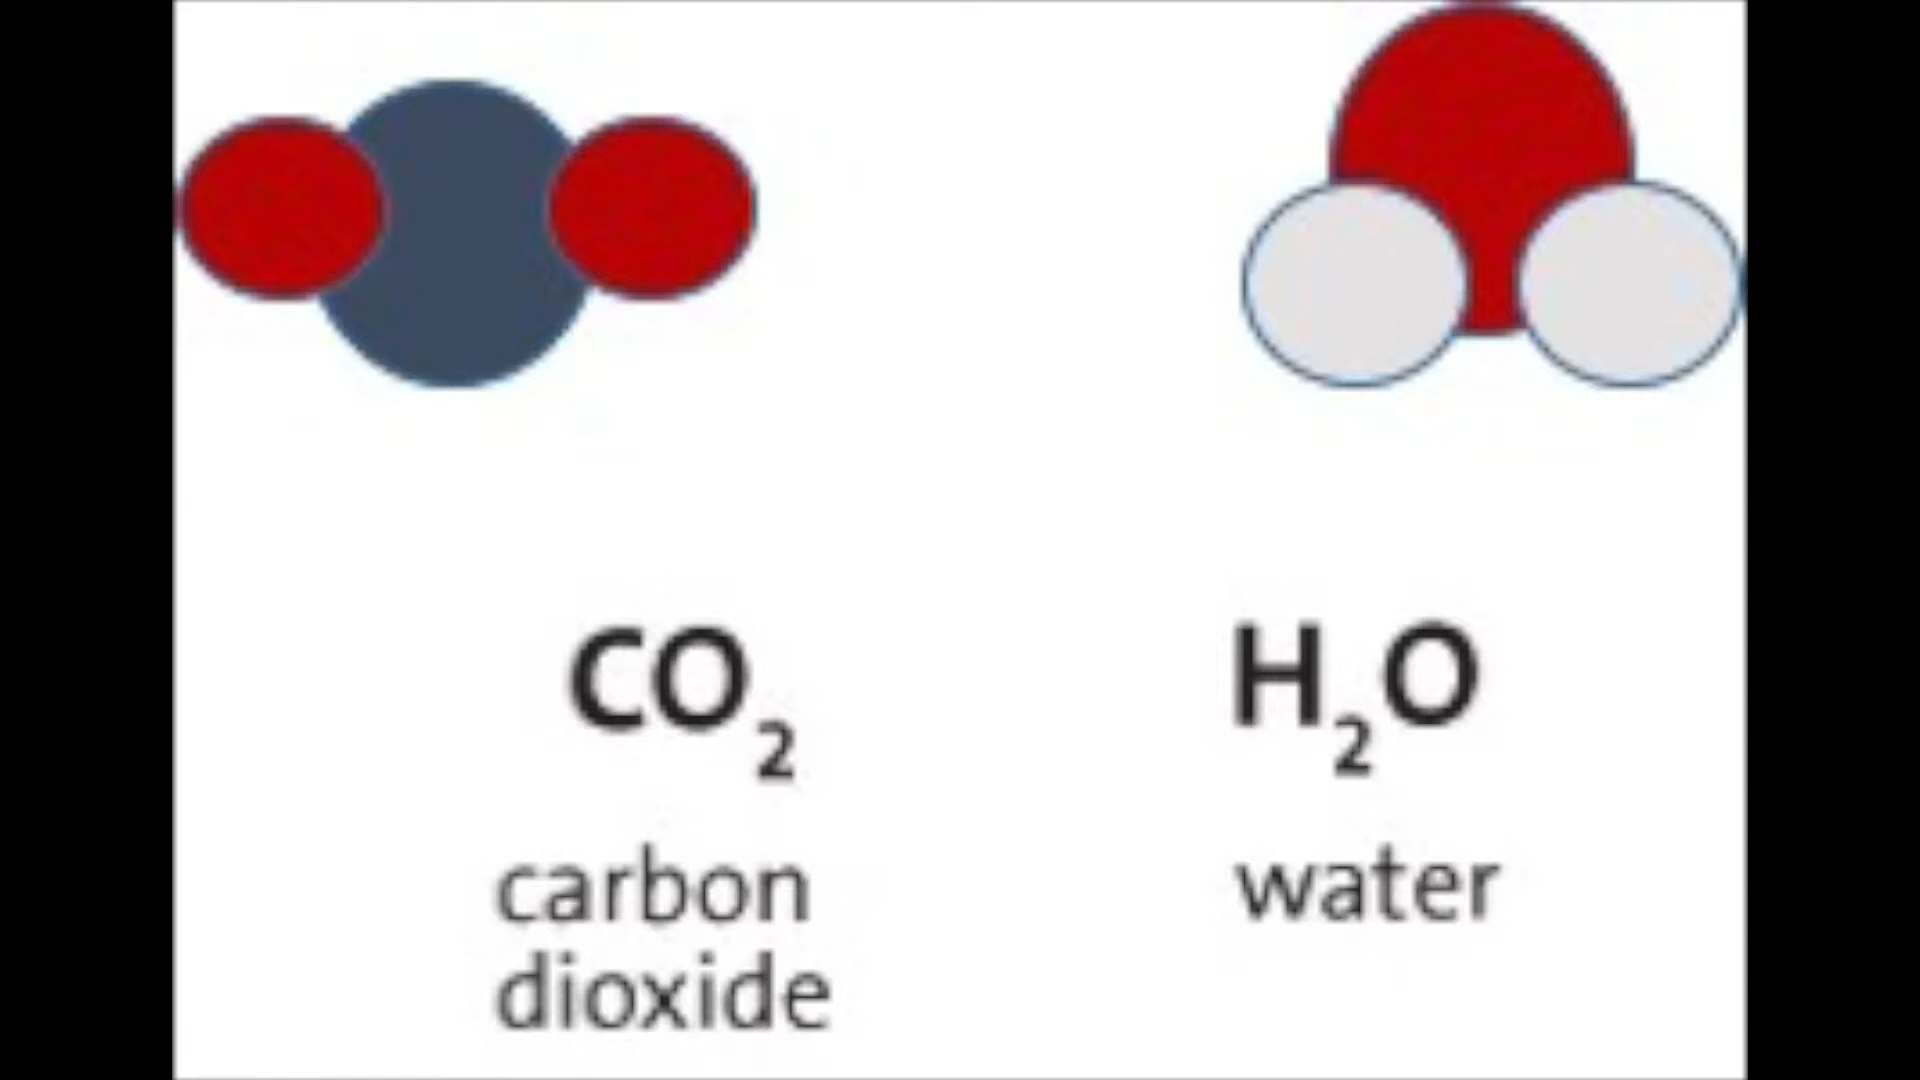 CO₂
carbon
dioxide
H₂O
water